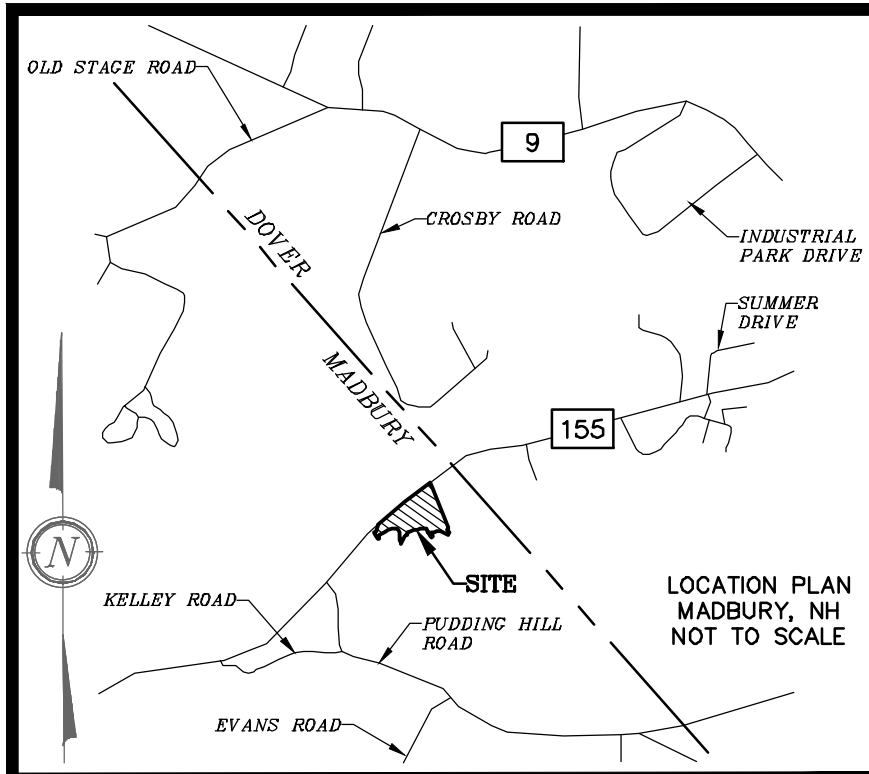 OLD STAGE ROAD
9
DOVER
CROSBY ROAD
INDUSTRIAL
PARK DRIVE
SUMMER
DRIVE
MADBURY
155
N
SITE
KELLEY ROAD
PUDDING HILL
ROAD
LOCATION PLAN
MADBURY, NH
NOT TO SCALE
EVANS ROAD